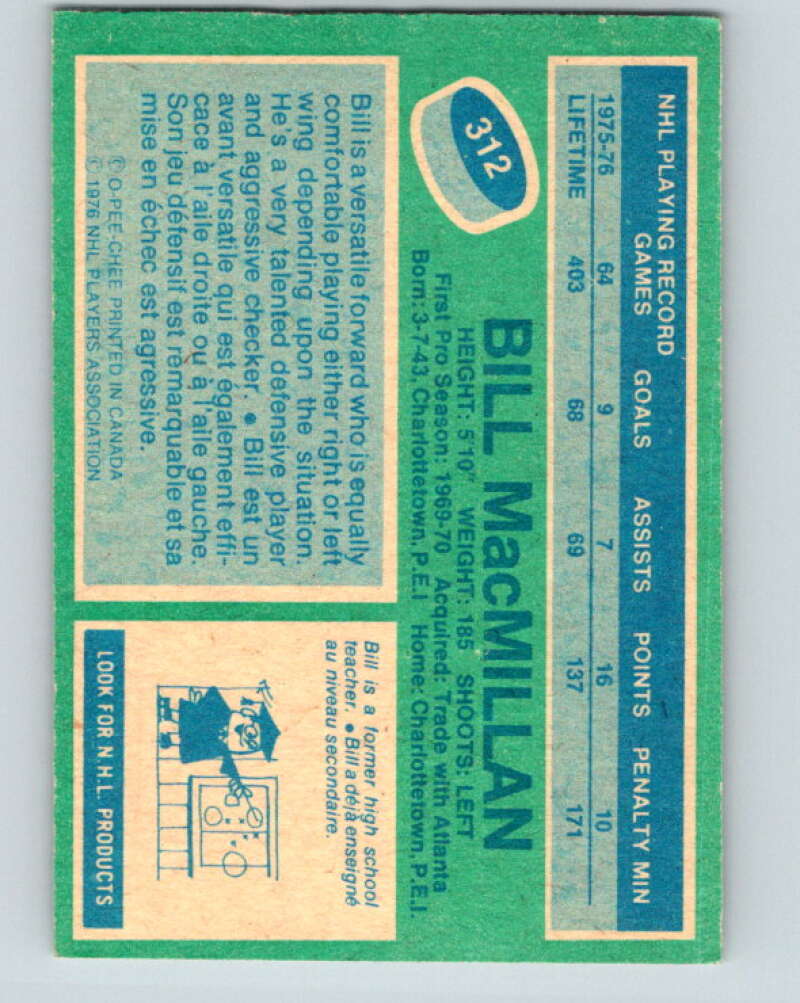 NHL PLAYING RECORD
GAMES GOALS ASSISTS POINTS PENALTY MIN
1975-76 64 9 7 16 10
LIFETIME 403 68 69 137 171
312
BILL MacMILLAN
HEIGHT: 5'10" WEIGHT: 185 SHOOTS: LEFT
First Pro Season: 1969-70 Acquired: Trade with Atlanta
Born: 3-7-43, Charlottetown, P.E.I Home: Charlottetown, P.E.I.
Bill is a versatile forward who is equally
comfortable playing either right or left
wing depending upon the situation.
He's a very talented defensive player
and aggressive checker. ● Bill est un
avant versatile qui est également effi-
cace à l'aile droite ou à l'aile gauche.
Son jeu défensif est remarquable et sa
mise en échec est agressive.
© O-PEE-CHEE PRINTED IN CANADA
© 1976 NHL PLAYERS ASSOCIATION
Bill is a former high school
teacher. ● Bill a déjà enseigné
au niveau secondaire.
LOOK FOR N.H.L. PRODUCTS